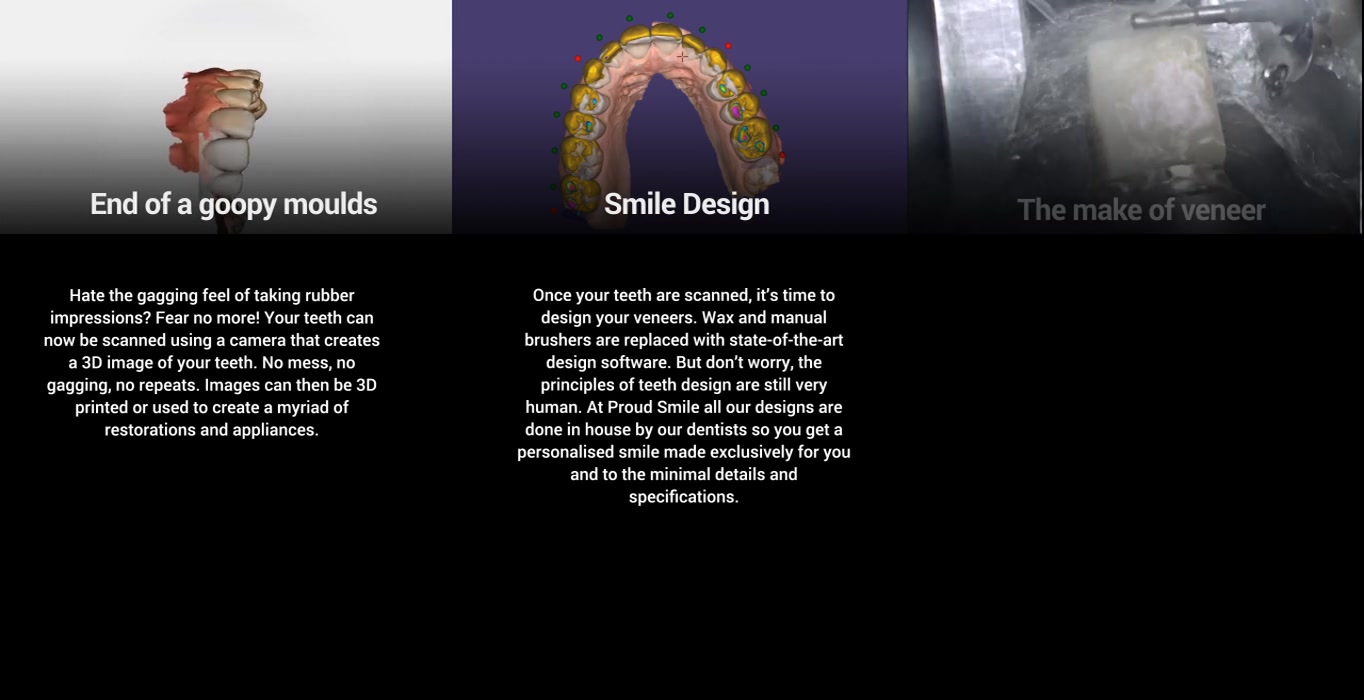 End of a goopy moulds
Hate the gagging feel of taking rubber
impressions? Fear no more! Your teeth can
now be scanned using a camera that creates
a 3D image of your teeth. No mess, no
gagging, no repeats. Images can then be 3D
printed or used to create a myriad of
restorations and appliances.
Smile Design
Once your teeth are scanned, it’s time to
design your veneers. Wax and manual
brushers are replaced with state-of-the-art
design software. But don’t worry, the
principles of teeth design are still very
human. At Proud Smile all our designs are
done in house by our dentists so you get a
personalised smile made exclusively for you
and to the minimal details and
specifications.
The make of veneer